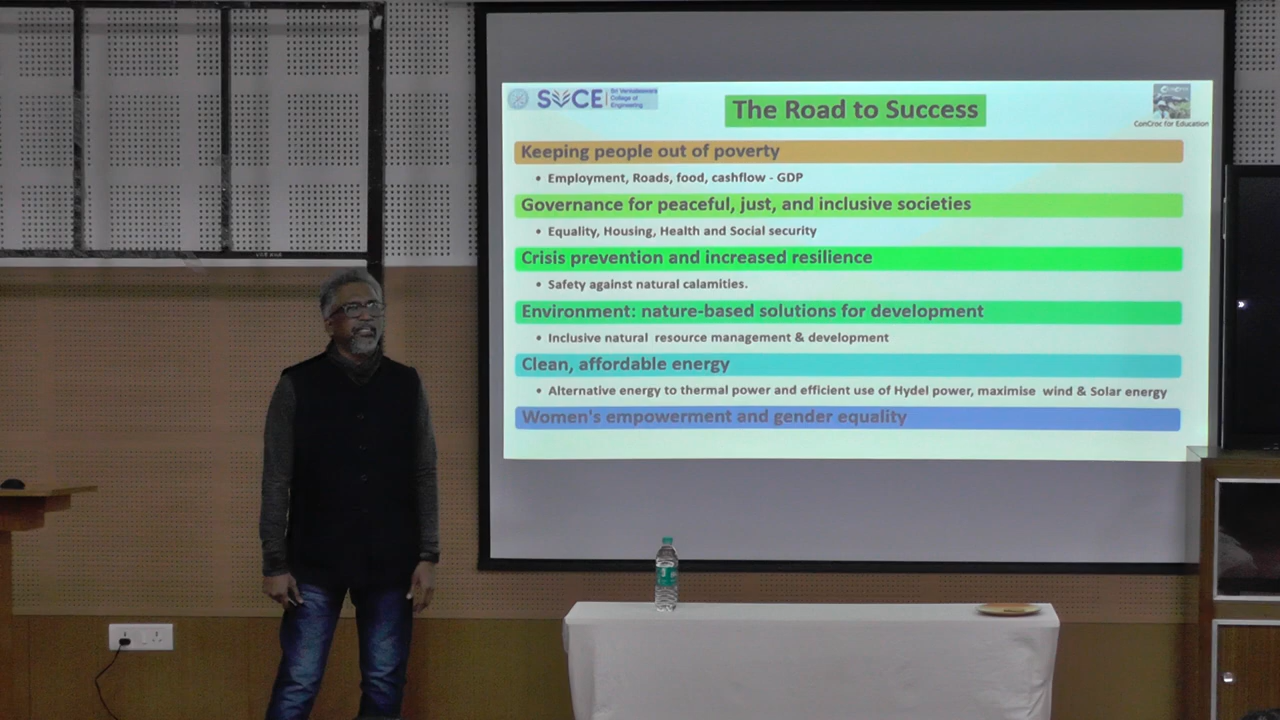 SVCE
Sri Venkateswara
College of
Engineering
The Road to Success
ConCroc for Education
Keeping people out of poverty
• Employment, Roads, food, cashflow - GDP
Governance for peaceful, just, and inclusive societies
• Equality, Housing, Health and Social security
Crisis prevention and increased resilience
• Safety against natural calamities.
Environment: nature-based solutions for development
• Inclusive natural resource management & development
Clean, affordable energy
• Alternative energy to thermal power and efficient use of Hydel power, maximise wind & Solar energy
Women's empowerment and gender equality